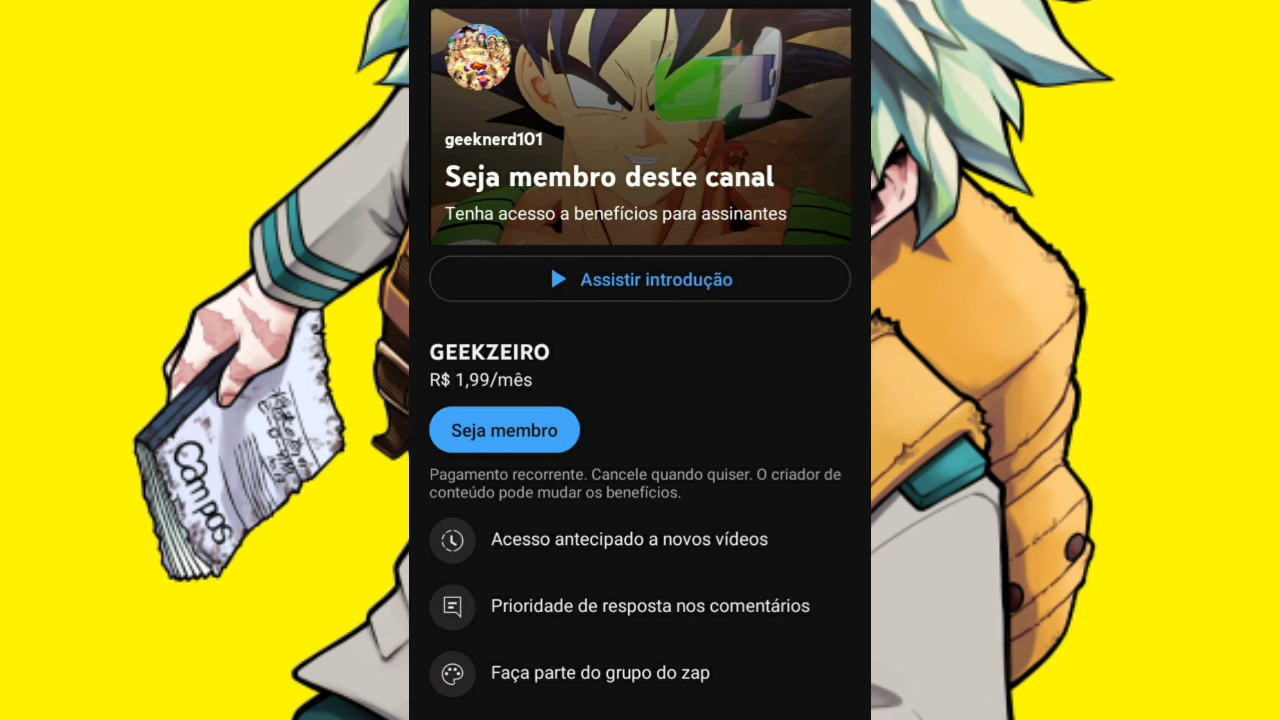 geeknerd101
Seja membro deste canal
Tenha acesso a benefícios para assinantes
Assistir introdução
GEEKZEIRO
R$ 1,99/mês
Seja membro
Pagamento recorrente. Cancele quando quiser. O criador de
conteúdo pode mudar os benefícios.
Acesso antecipado a novos vídeos
Prioridade de resposta nos comentários
Faça parte do grupo do zap
Campos